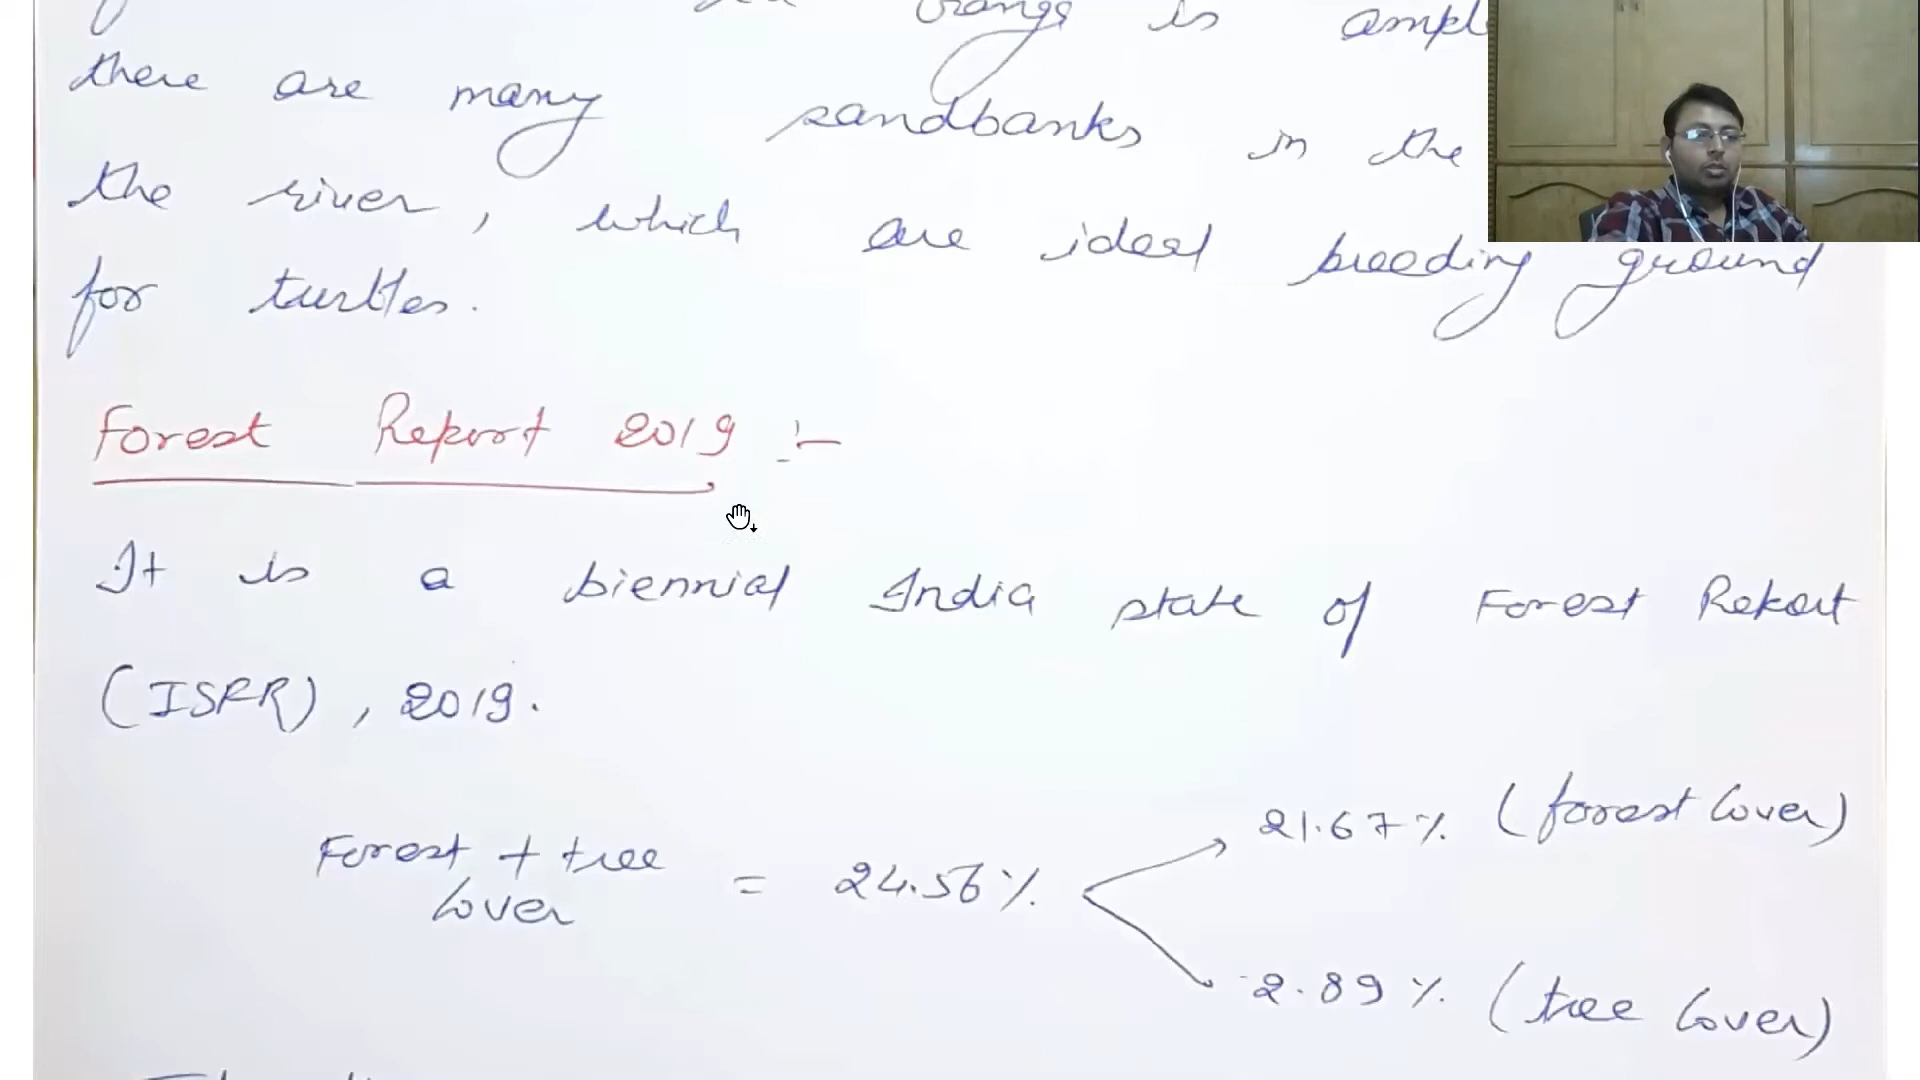 is
there are many sandbanks in the
the river, which are ideal breeding ground
for turtles.
Forest Report 2019 :-
It is a biennial India state of Forest Report
(ISFR), 2019.
21.67% (forest Cover)
Forest + tree
Cover = 24.56%
2.89% (tree Cover)